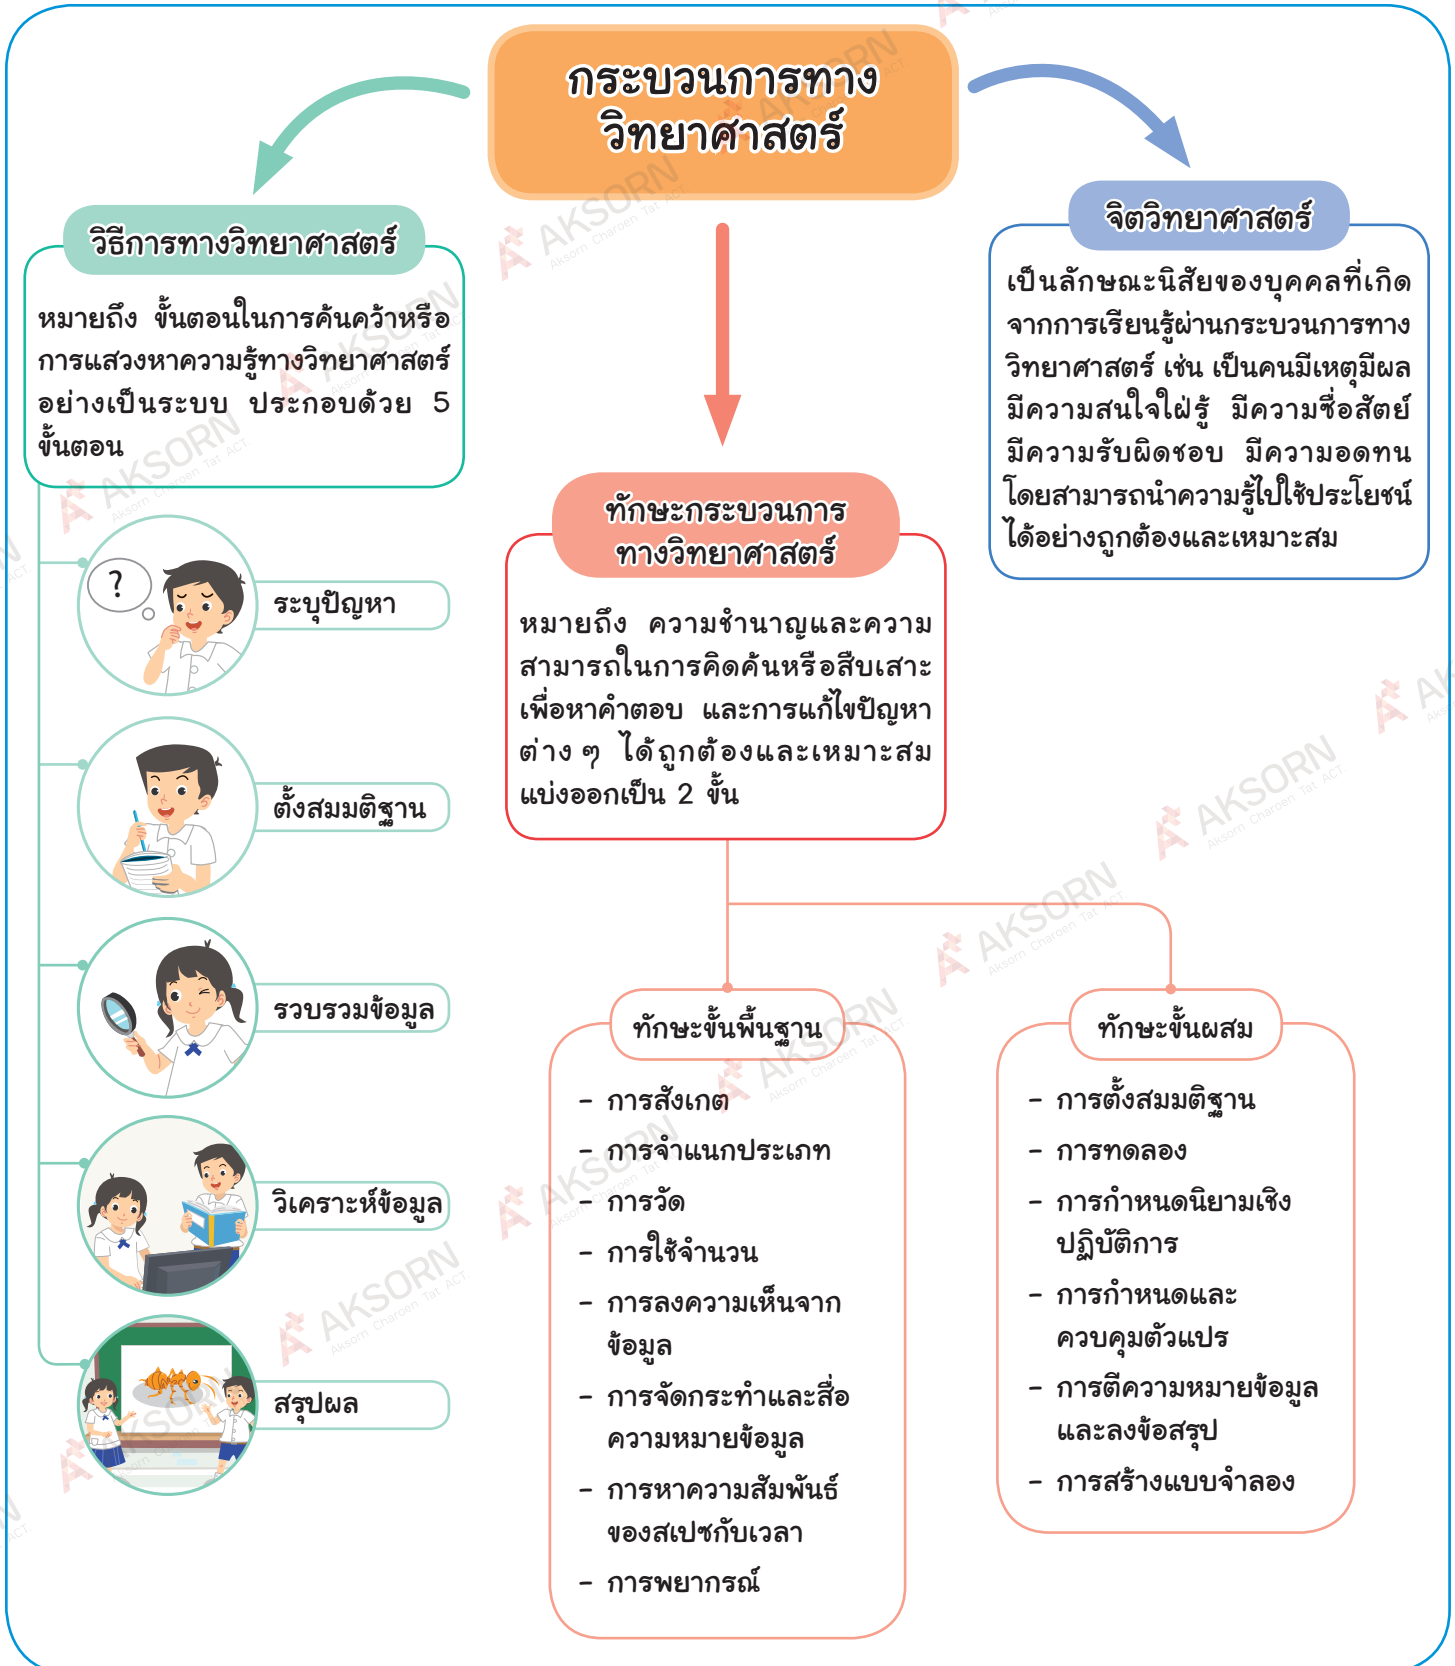 กระบวนการทาง
วิทยาศาสตร์
วิธีการทางวิทยาศาสตร์
หมายถึง ขั้นตอนในการค้นคว้าหรือ
การแสวงหาความรู้ทางวิทยาศาสตร์
อย่างเป็นระบบ ประกอบด้วย 5
ขั้นตอน
?
ระบุปัญหา
ตั้งสมมติฐาน
รวบรวมข้อมูล
วิเคราะห์ข้อมูล
สรุปผล
ทักษะกระบวนการ
ทางวิทยาศาสตร์
หมายถึง ความชำนาญและความ
สามารถในการคิดค้นหรือสืบเสาะ
เพื่อหาคำตอบ และการแก้ไขปัญหา
ต่าง ๆ ได้ถูกต้องและเหมาะสม
แบ่งออกเป็น 2 ขั้น
ทักษะขั้นพื้นฐาน
- การสังเกต
- การจำแนกประเภท
- การวัด
- การใช้จำนวน
- การลงความเห็นจาก
ข้อมูล
- การจัดกระทำและสื่อ
ความหมายข้อมูล
- การหาความสัมพันธ์
ของสเปซกับเวลา
- การพยากรณ์
ทักษะขั้นผสม
- การตั้งสมมติฐาน
- การทดลอง
- การกำหนดนิยามเชิง
ปฏิบัติการ
- การกำหนดและ
ควบคุมตัวแปร
- การตีความหมายข้อมูล
และลงข้อสรุป
- การสร้างแบบจำลอง
จิตวิทยาศาสตร์
เป็นลักษณะนิสัยของบุคคลที่เกิด
จากการเรียนรู้ผ่านกระบวนการทาง
วิทยาศาสตร์ เช่น เป็นคนมีเหตุมีผล
มีความสนใจใฝ่รู้ มีความซื่อสัตย์
มีความรับผิดชอบ มีความอดทน
โดยสามารถนำความรู้ไปใช้ประโยชน์
ได้อย่างถูกต้องและเหมาะสม
AKSORN
Aksorn Charoen Tat ACT.